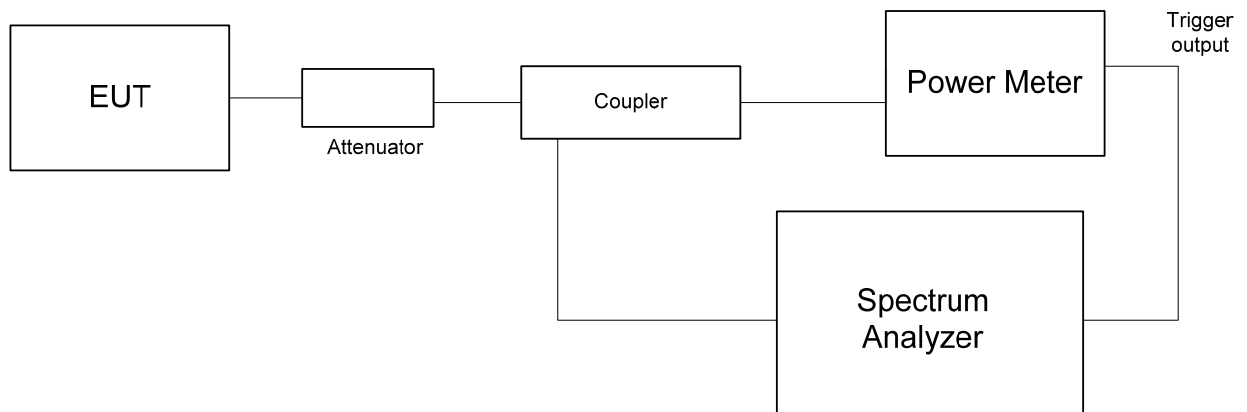 EUT
Attenuator
Coupler
Power Meter
Trigger
output
Spectrum
Analyzer